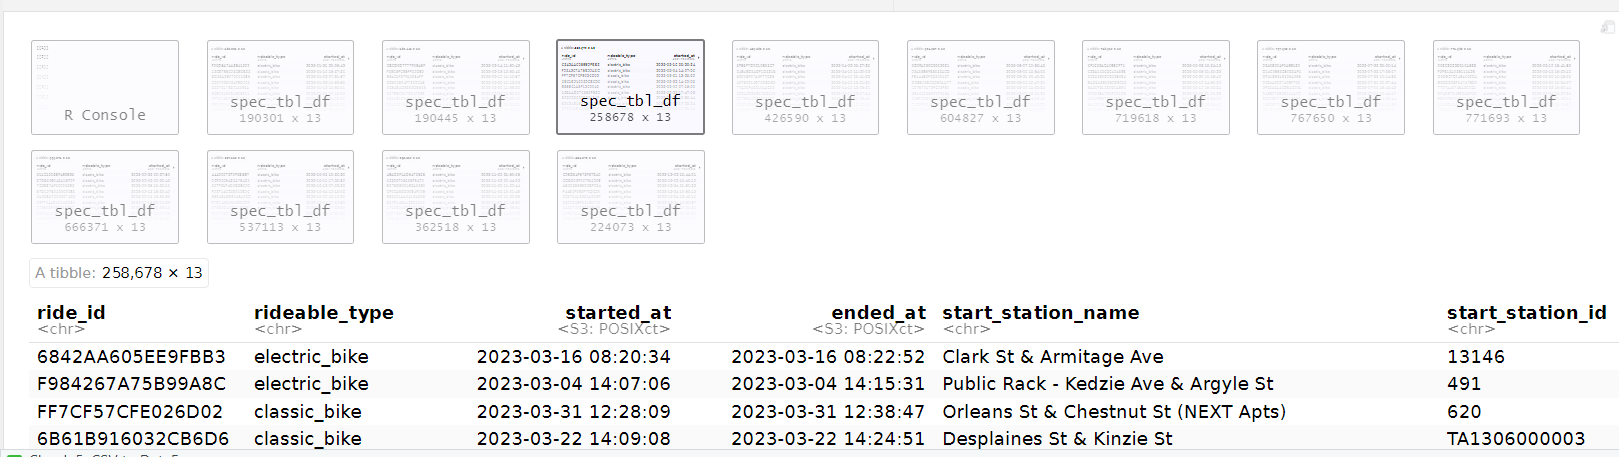 R Console
spec_tbl_df
190301 x 13
spec_tbl_df
190445 x 13
spec_tbl_df
258678 x 13
spec_tbl_df
426590 x 13
spec_tbl_df
604827 x 13
spec_tbl_df
719618 x 13
spec_tbl_df
767650 x 13
spec_tbl_df
771693 x 13
spec_tbl_df
666371 x 13
spec_tbl_df
537113 x 13
spec_tbl_df
362518 x 13
spec_tbl_df
224073 x 13
A tibble: 258,678 × 13
ride_id rideable_type started_at ended_at start_station_name start_station_id
<chr> <chr> <S3: POSIXct> <S3: POSIXct> <chr> <chr>
6842AA605EE9FBB3 electric_bike 2023-03-16 08:20:34 2023-03-16 08:22:52 Clark St & Armitage Ave 13146
F984267A75B99A8C electric_bike 2023-03-04 14:07:06 2023-03-04 14:15:31 Public Rack - Kedzie Ave & Argyle St 491
FF7CF57CFE026D02 classic_bike 2023-03-31 12:28:09 2023-03-31 12:38:47 Orleans St & Chestnut St (NEXT Apts) 620
6B61B916032CB6D6 classic_bike 2023-03-22 14:09:08 2023-03-22 14:24:51 Desplaines St & Kinzie St TA1306000003